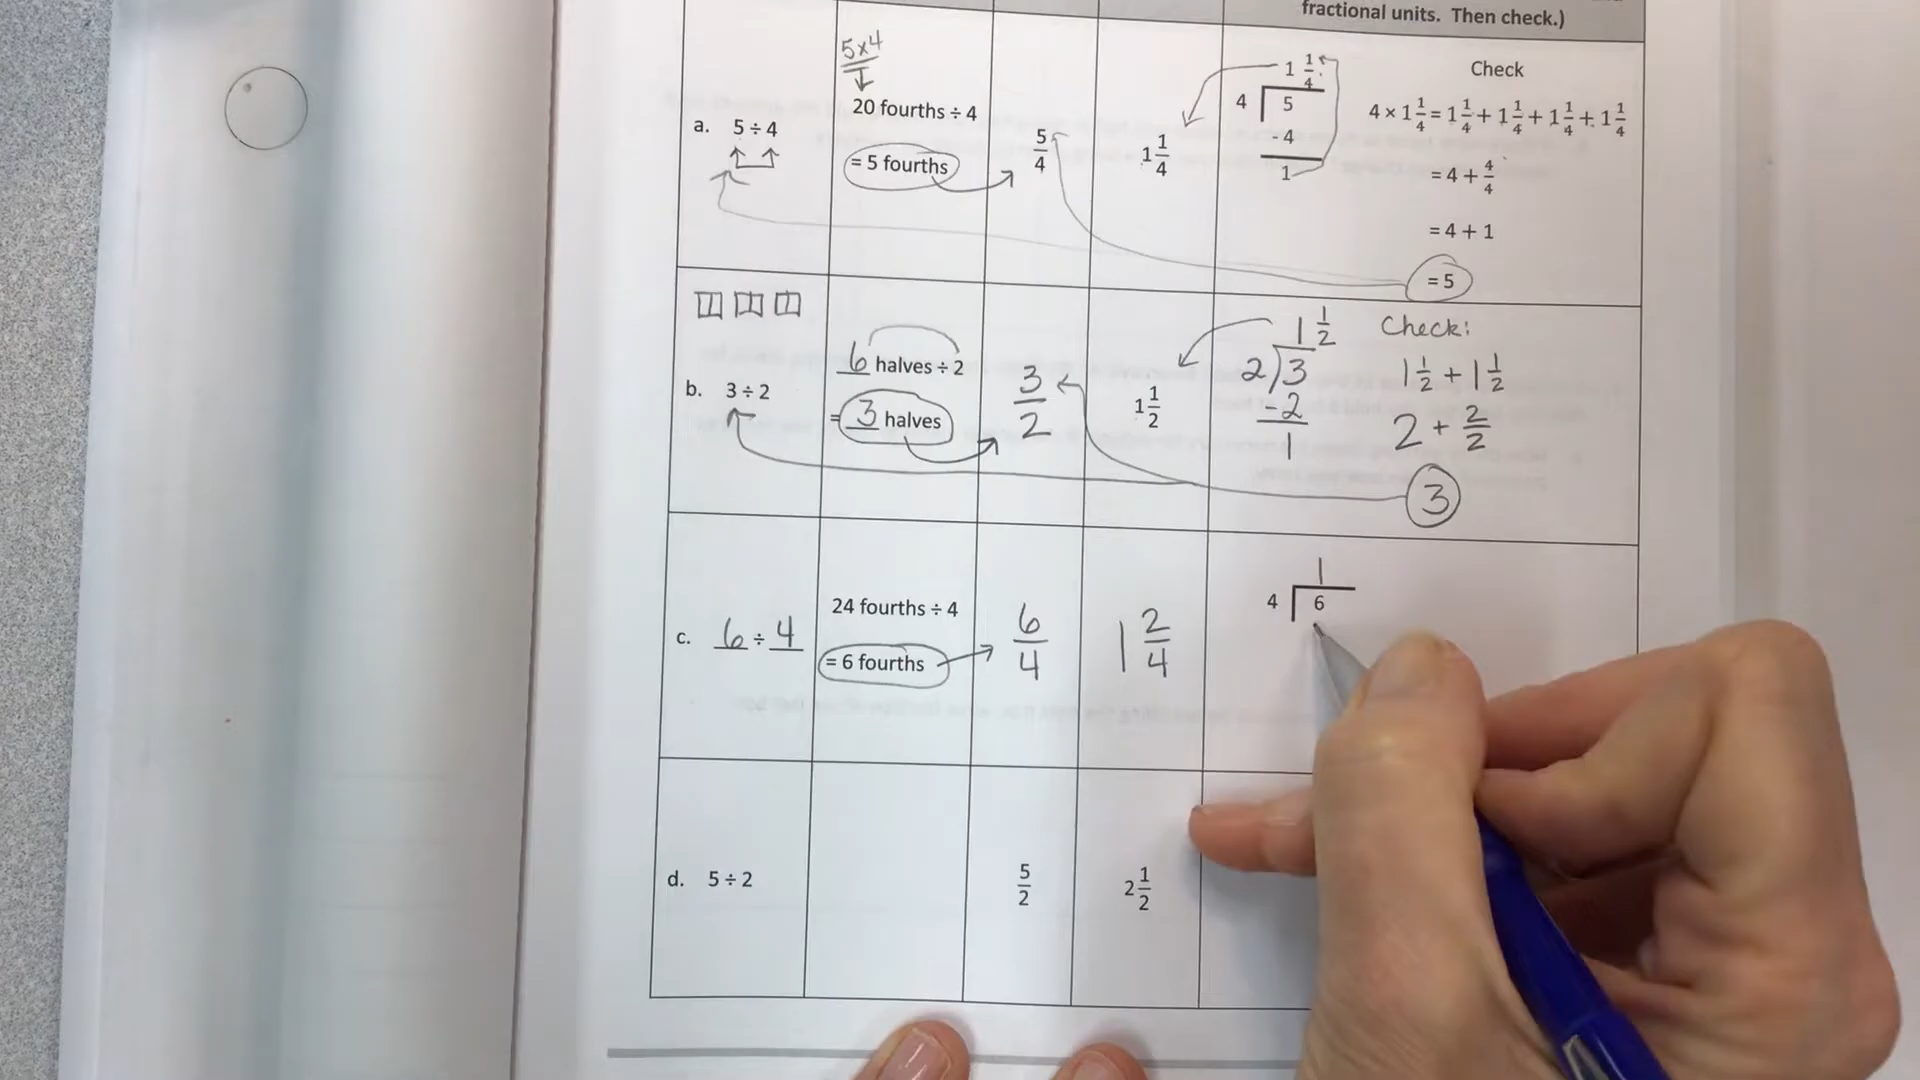 fractional units. Then check.)
5x4
a. 5 ÷ 4
20 fourths ÷ 4
= 5 fourths
5/4
1 1/4
1 1/4
4 5
- 4
1
Check
4 × 1 1/4 = 1 1/4 + 1 1/4 + 1 1/4 + 1 1/4
= 4 + 4/4
= 4 + 1
= 5
b. 3 ÷ 2
6 halves ÷ 2
= 3 halves
3/2
1 1/2
1 1/2
2)3
-2
1
Check:
1 1/2 + 1 1/2
2 + 2/2
3
c. 6 ÷ 4
24 fourths ÷ 4
= 6 fourths
6/4
1 2/4
1
4 6
d. 5 ÷ 2
5/2
2 1/2